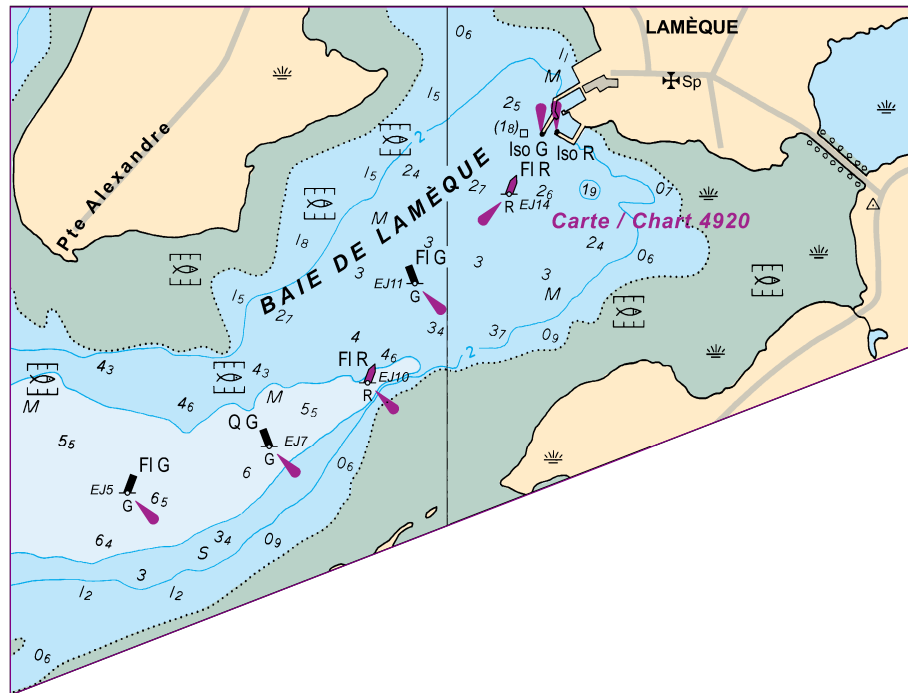 LAMÈQUE
Sp
0₆
1₁
M
1₅
2₅
(1₈)
Iso G
Iso R
2
Pte Alexandre
1₅
2₄
Fl R
2₇
2₆
1₉
0₇
R
EJ14
BAIE DE LAMÈQUE
Carte / Chart 4920
M
1₈
3
2₄
0₆
Fl G
3
3
3
1₅
EJ11
G
M
2₇
4
3₄
3₇
0₉
4₃
Fl R
4₆
2
4₃
EJ10
R
M
4₆
M
5₅
Q G
5₅
EJ7
G
0₆
Fl G
6
EJ5
G
6₅
6₄
3₄
0₉
S
3
1₂
1₂
0₆